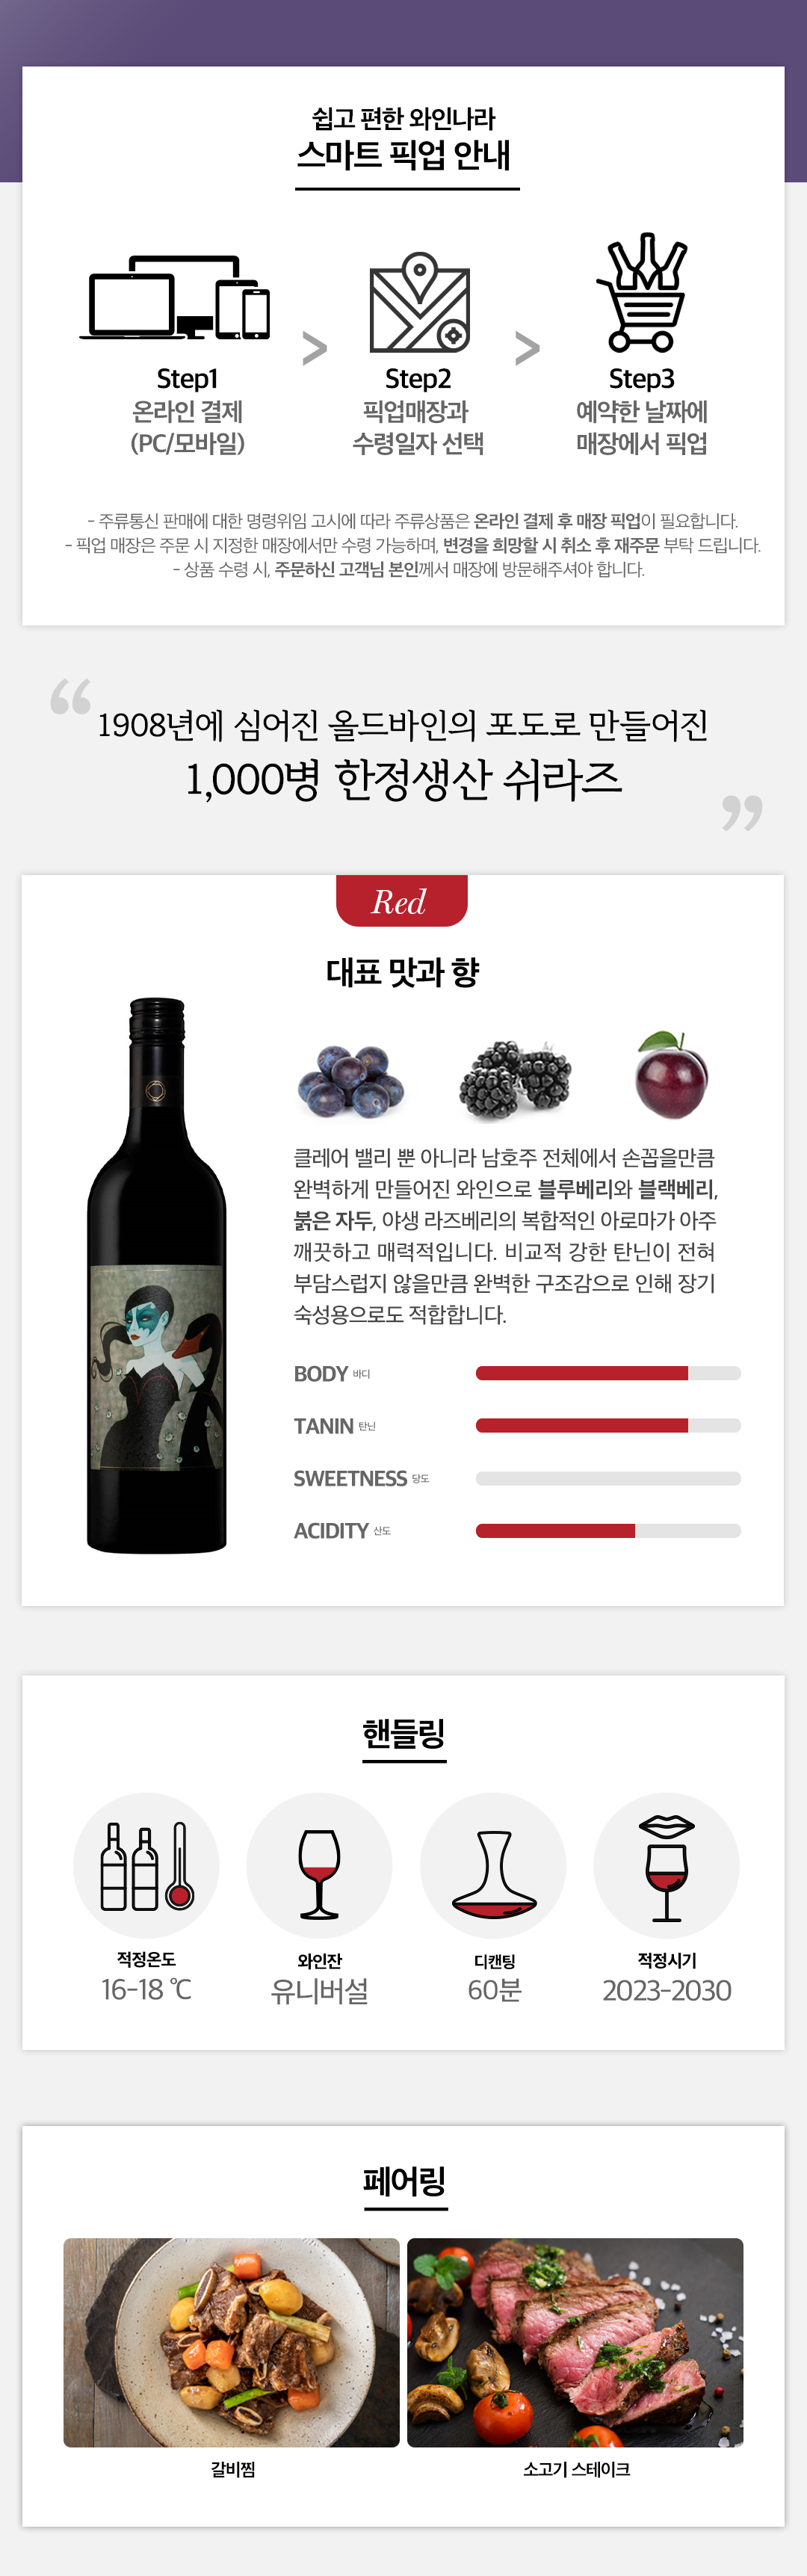 쉽고 편한 와인나라
스마트 픽업 안내
Step1
온라인 결제
(PC/모바일)
>
Step2
픽업매장과
수령일자 선택
>
Step3
예약한 날짜에
매장에서 픽업
- 주류통신 판매에 대한 명령위임 고시에 따라 주류상품은 온라인 결제 후 매장 픽업이 필요합니다.
- 픽업 매장은 주문 시 지정한 매장에서만 수령 가능하며, 변경을 희망할 시 취소 후 재주문 부탁 드립니다.
- 상품 수령 시, 주문하신 고객님 본인께서 매장에 방문해주셔야 합니다.
“ 1908년에 심어진 올드바인의 포도로 만들어진
1,000병 한정생산 쉬라즈 ”
Red
대표 맛과 향
클레어 밸리 뿐 아니라 남호주 전체에서 손꼽을만큼
완벽하게 만들어진 와인으로 블루베리와 블랙베리,
붉은 자두, 야생 라즈베리의 복합적인 아로마가 아주
깨끗하고 매력적입니다. 비교적 강한 탄닌이 전혀
부담스럽지 않을만큼 완벽한 구조감으로 인해 장기
숙성용으로도 적합합니다.
BODY 바디
TANIN 탄닌
SWEETNESS 당도
ACIDITY 산도
핸들링
적정온도
16-18 ℃
와인잔
유니버설
디캔팅
60분
적정시기
2023-2030
페어링
갈비찜
소고기 스테이크